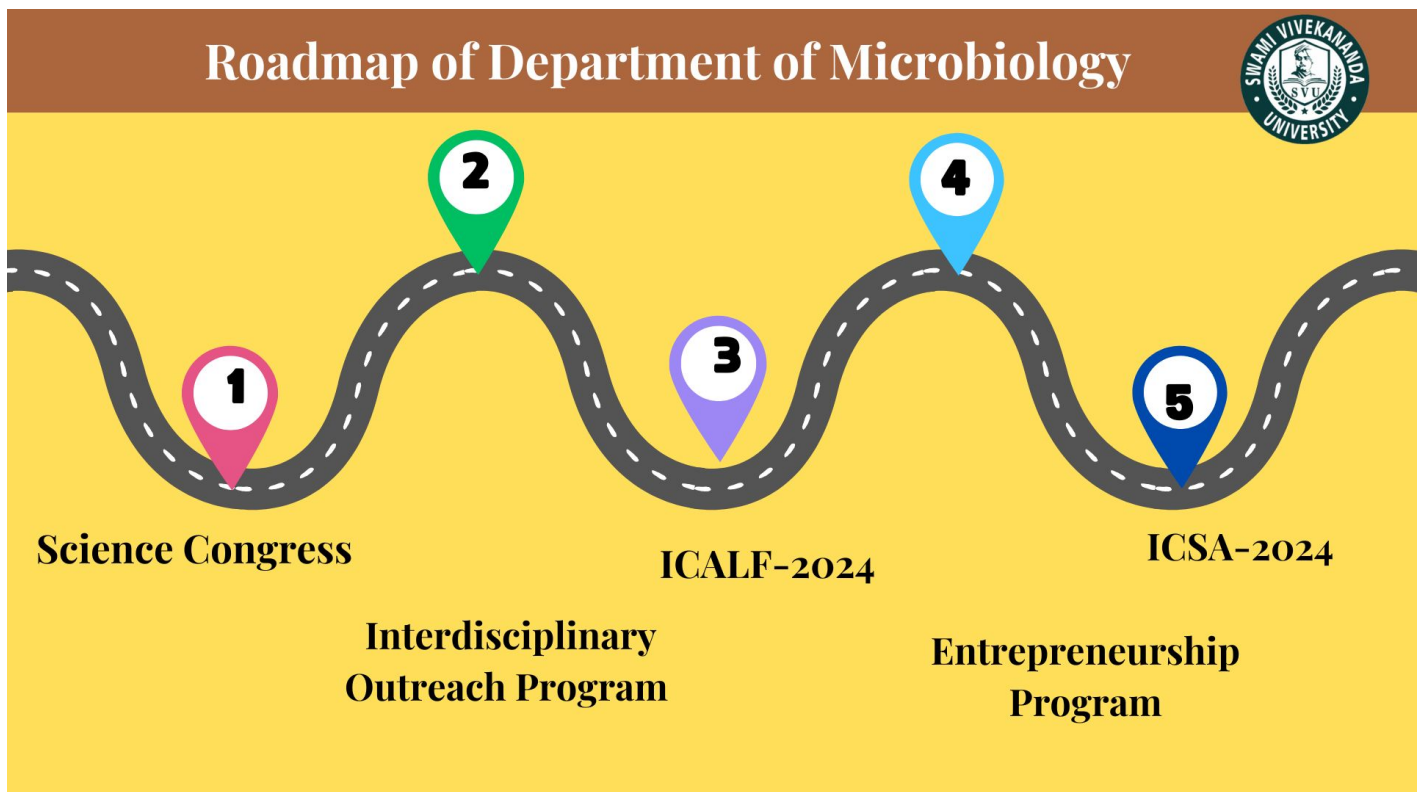 Roadmap of Department of Microbiology
SWAMI VIVEKANANDA
SVU
UNIVERSITY
1
2
3
4
5
Science Congress
Interdisciplinary
Outreach Program
ICALF-2024
Entrepreneurship
Program
ICSA-2024